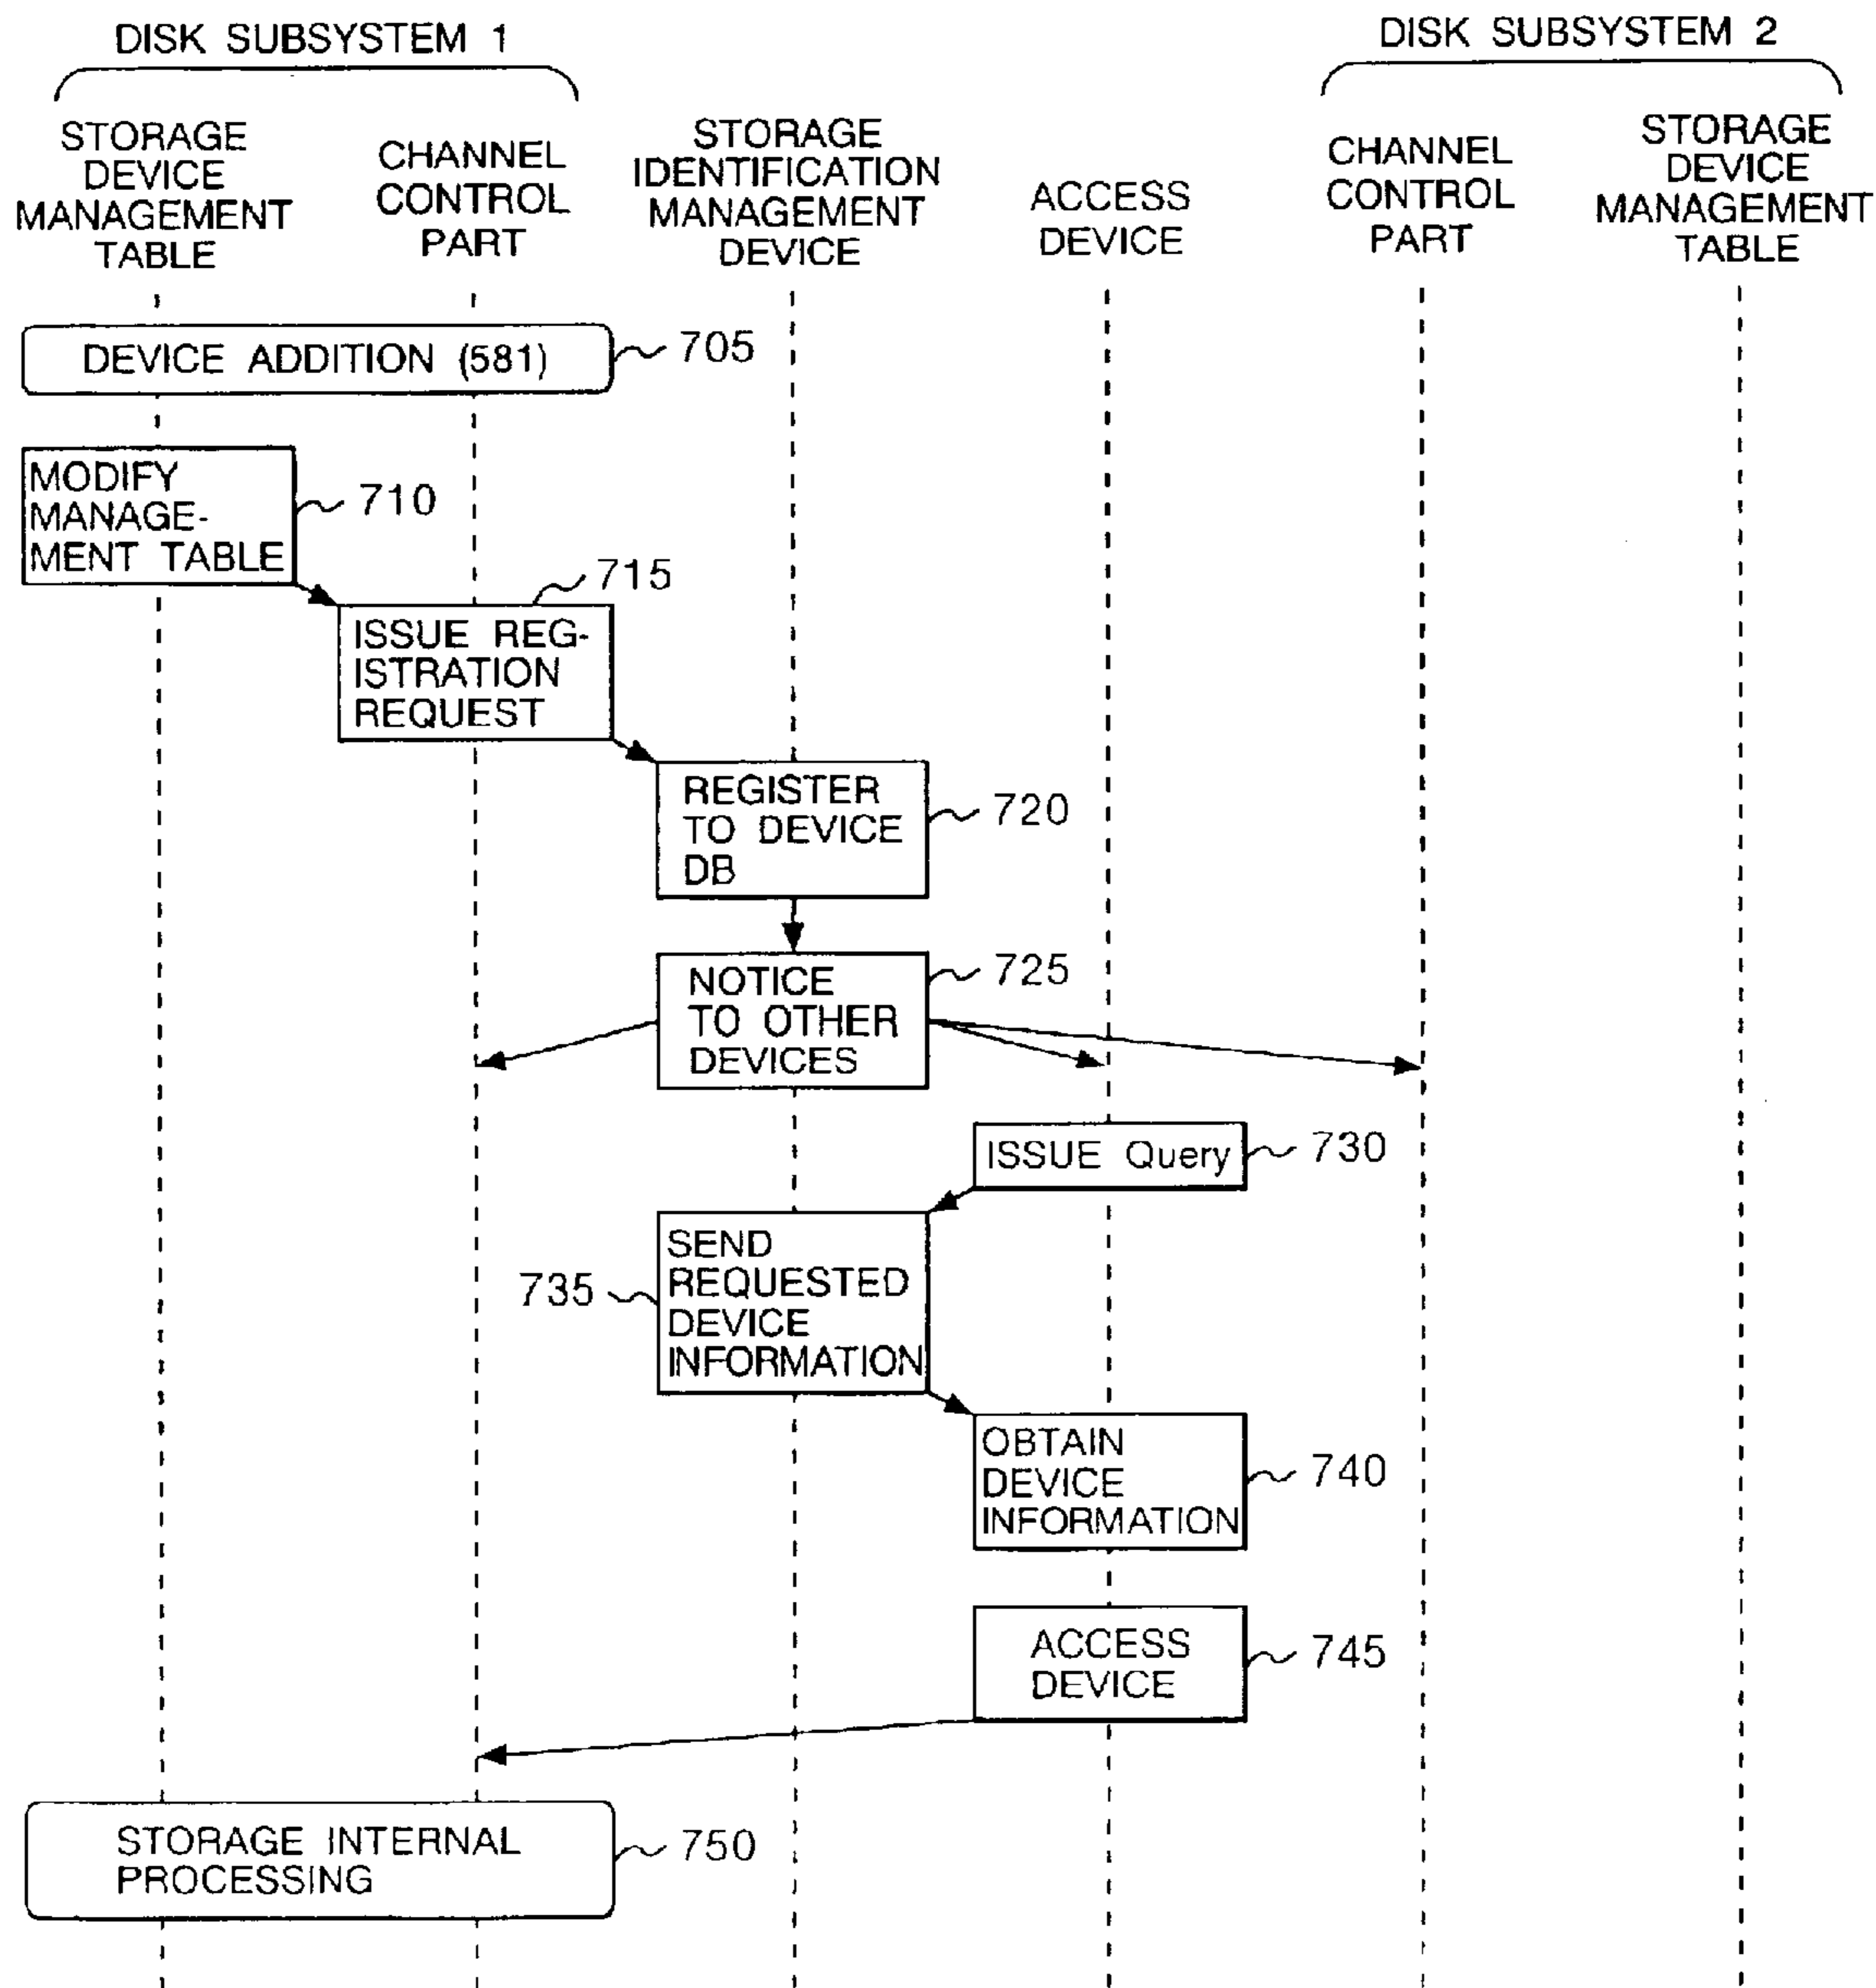 DISK SUBSYSTEM 1
DISK SUBSYSTEM 2
STORAGE
DEVICE
MANAGEMENT
TABLE
CHANNEL
CONTROL
PART
STORAGE
IDENTIFICATION
MANAGEMENT
DEVICE
ACCESS
DEVICE
CHANNEL
CONTROL
PART
STORAGE
DEVICE
MANAGEMENT
TABLE
DEVICE ADDITION (581)
705
MODIFY
MANAGE-
MENT TABLE
710
715
ISSUE REG-
ISTRATION
REQUEST
REGISTER
TO DEVICE
DB
720
NOTICE
TO OTHER
DEVICES
725
ISSUE Query
730
SEND
REQUESTED
DEVICE
INFORMATION
735
OBTAIN
DEVICE
INFORMATION
740
ACCESS
DEVICE
745
STORAGE INTERNAL
PROCESSING
750